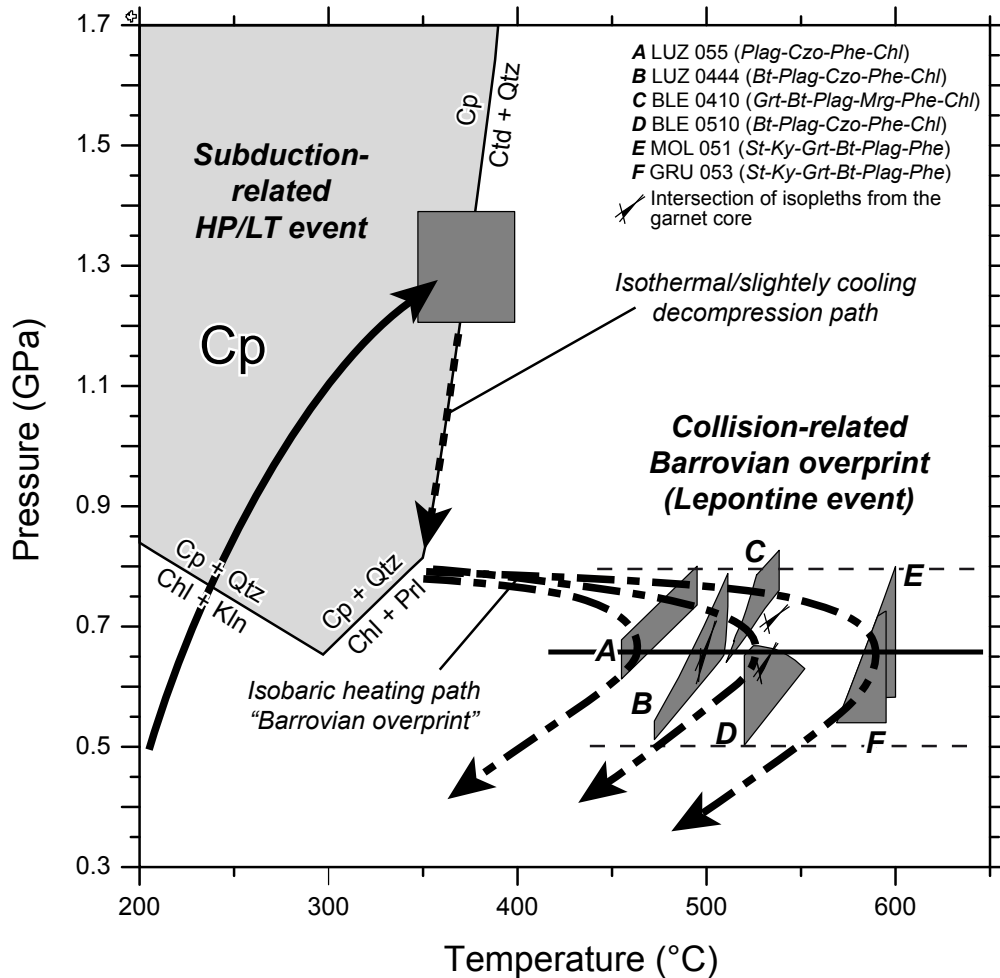 1.7
1.5
1.3
1.1
0.9
0.7
0.5
0.3
Pressure (GPa)
200
300
400
500
600
Temperature (°C)
A LUZ 055 (Plag-Czo-Phe-Chl)
B LUZ 0444 (Bt-Plag-Czo-Phe-Chl)
C BLE 0410 (Grt-Bt-Plag-Mrg-Phe-Chl)
D BLE 0510 (Bt-Plag-Czo-Phe-Chl)
E MOL 051 (St-Ky-Grt-Bt-Plag-Phe)
F GRU 053 (St-Ky-Grt-Bt-Plag-Phe)
Intersection of isopleths from the
garnet core
Cp
Ctd + Qtz
Subduction-
related
HP/LT event
Cp
Isothermal/slightly cooling
decompression path
Collision-related
Barrovian overprint
(Lepontine event)
Cp + Qtz
Chl + Kln
Cp + Qtz
Chl + Prl
Isobaric heating path
“Barrovian overprint”
A
B
C
D
E
F